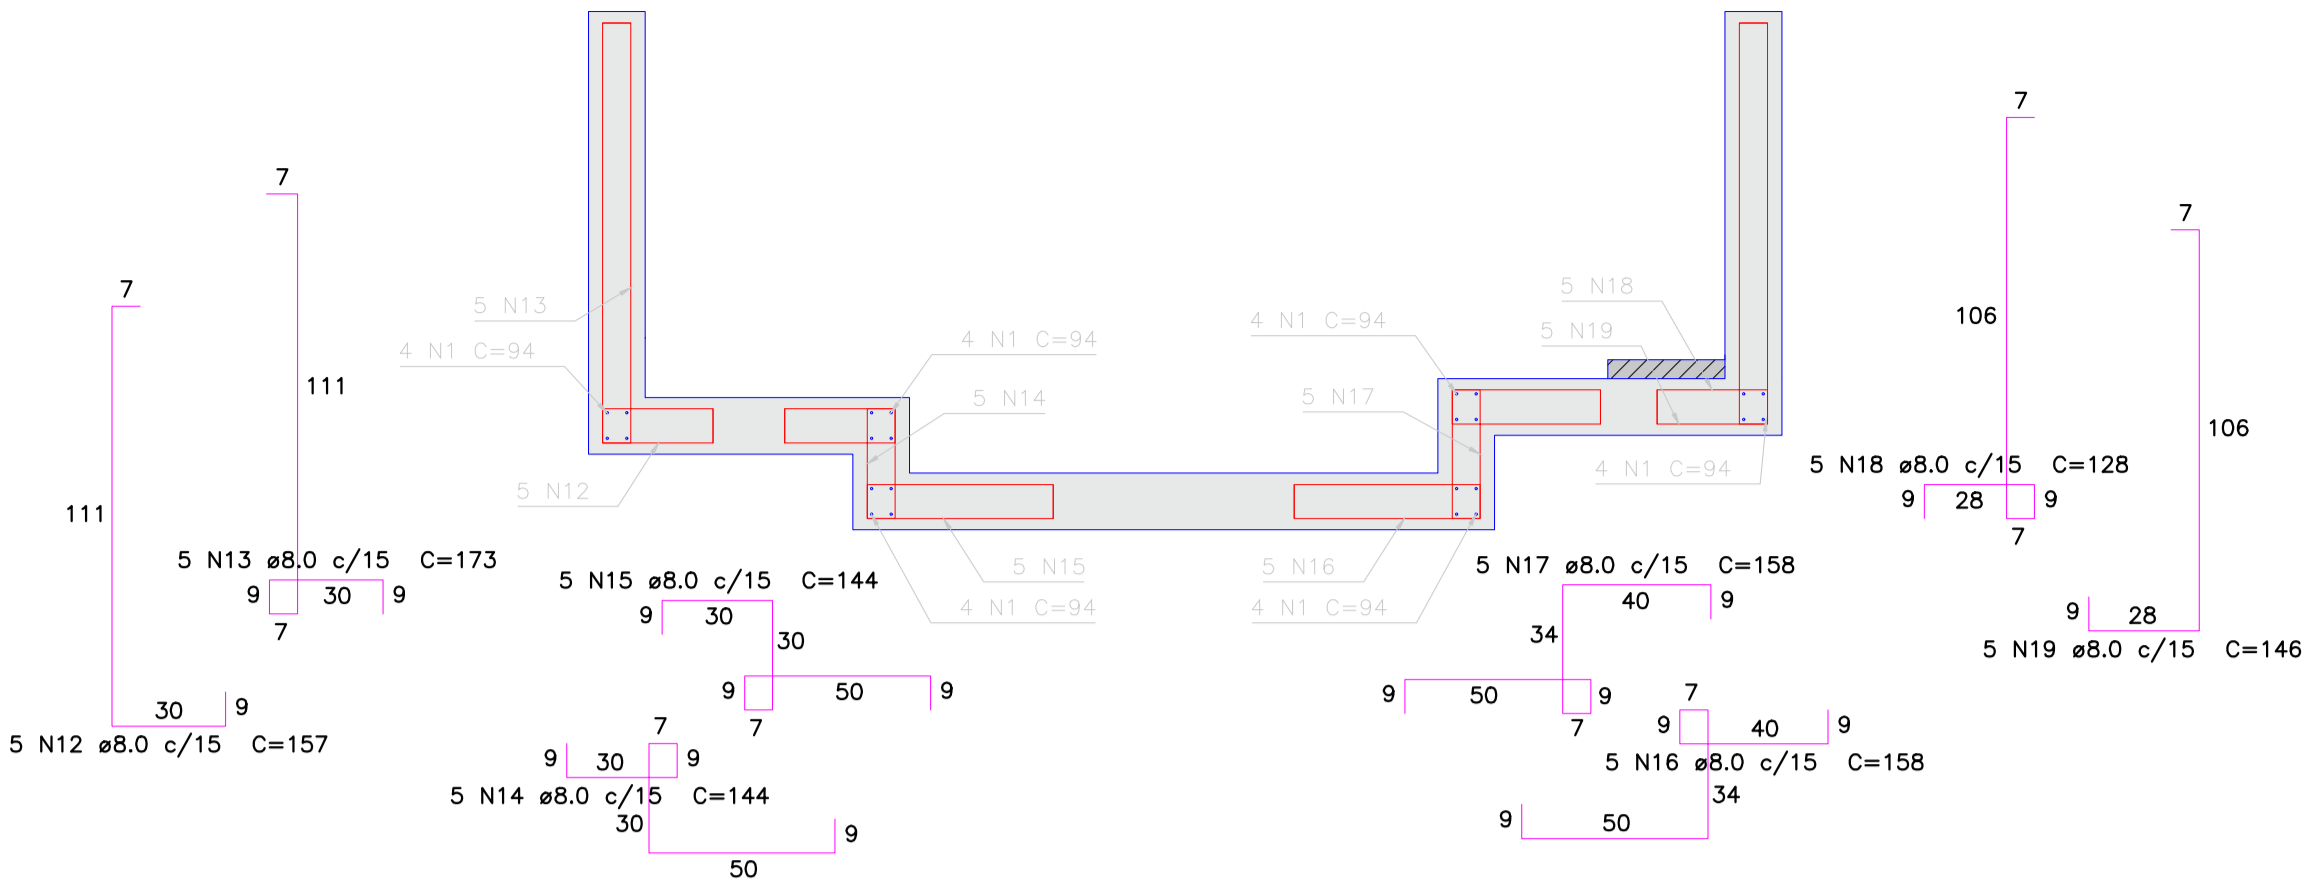 7
106
5 N18 ø8.0 c/15 C=128
9
28
9
7
7
106
9
28
5 N19 ø8.0 c/15 C=146
7
111
5 N13 ø8.0 c/15 C=173
9
30
9
7
7
111
30
9
5 N12 ø8.0 c/15 C=157
5 N13
4 N1 C=94
5 N12
4 N1 C=94
5 N14
5 N15
4 N1 C=94
4 N1 C=94
5 N17
5 N16
4 N1 C=94
5 N18
5 N19
4 N1 C=94
5 N15 ø8.0 c/15 C=144
9
30
30
9
50
9
7
7
9
30
9
5 N14 ø8.0 c/15 C=144
30
9
50
5 N17 ø8.0 c/15 C=158
40
9
34
9
50
9
7
7
9
40
9
5 N16 ø8.0 c/15 C=158
34
9
50